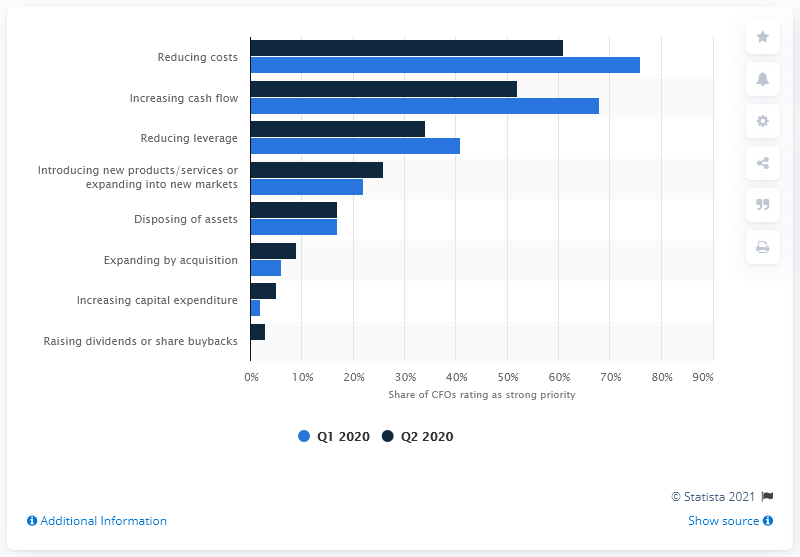 Reducing costs
Increasing cash flow
Reducing leverage
Introducing new products/services or
expanding into new markets
Disposing of assets
Expanding by acquisition
Increasing capital expenditure
Raising dividends or share buybacks
0% 10% 20% 30% 40% 50% 60% 70% 80% 90%
Share of CFOs rating as strong priority
Q1 2020 Q2 2020
© Statista 2021
Additional Information Show source